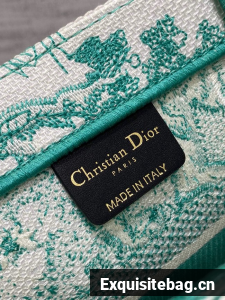 Christian Dior
PARIS
MADE IN ITALY
Exquisitebag.cn